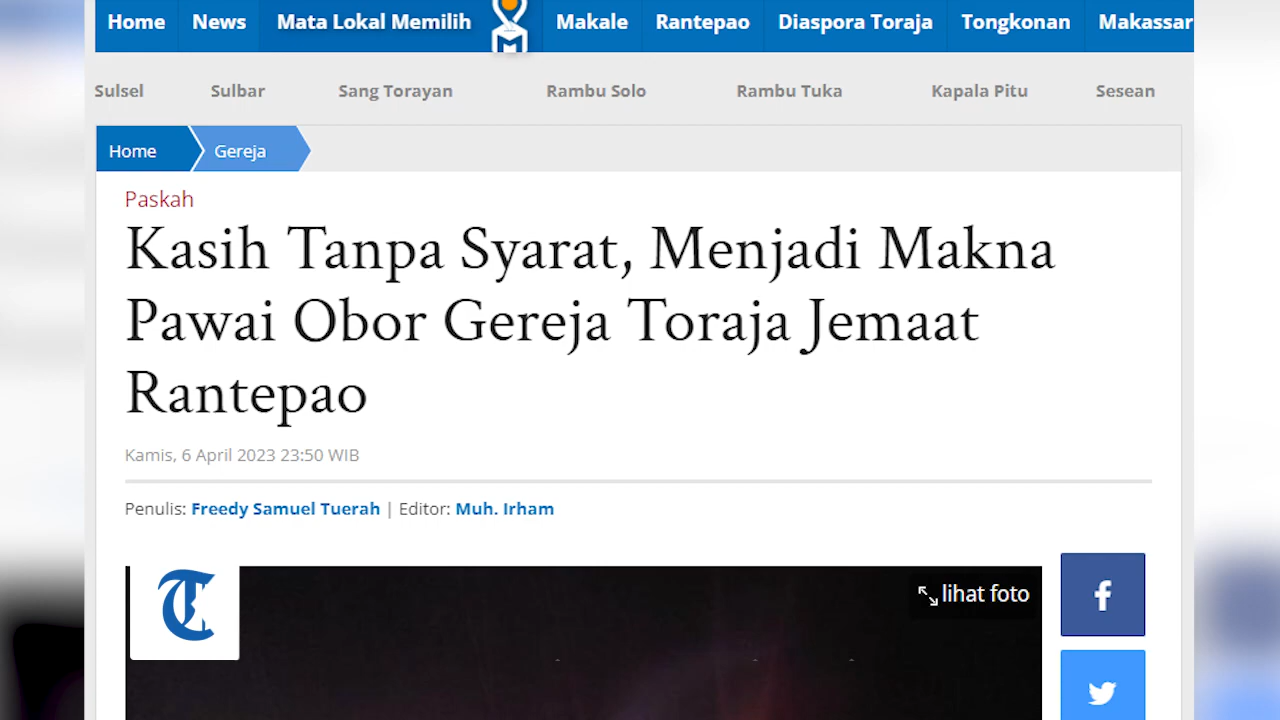 Home News Mata Lokal Memilih M Makale Rantepao Diaspora Toraja Tongkonan Makassar
Sulsel Sulbar Sang Torayan Rambu Solo Rambu Tuka Kapala Pitu Sesean
Home Gereja
Paskah
Kasih Tanpa Syarat, Menjadi Makna
Pawai Obor Gereja Toraja Jemaat
Rantepao
Kamis, 6 April 2023 23:50 WIB
Penulis: Freedy Samuel Tuerah | Editor: Muh. Irham
T
lihat foto
f